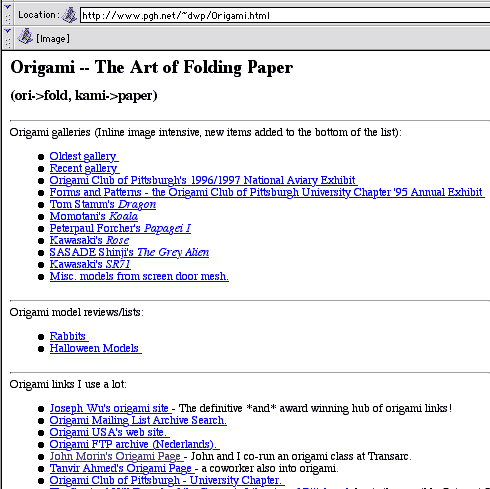 Location: http://www.pgh.net/~dwp/Origami.html
[Image]
Origami -- The Art of Folding Paper
(ori->fold, kami->paper)
Origami galleries (Inline image intensive, new items added to the bottom of the list):
Oldest gallery
Recent gallery
Origami Club of Pittsburgh's 1996/1997 National Aviary Exhibit
Forms and Patterns - the Origami Club of Pittsburgh University Chapter '95 Annual Exhibit
Tom Stamm's Dragon
Momotani's Koala
Peterpaul Forcher's Papagei I
Kawasaki's Rose
SASADE Shinji's The Grey Alien
Kawasaki's SR71
Misc. models from screen door mesh.
Origami model reviews/lists:
Rabbits
Halloween Models
Origami links I use a lot:
Joseph Wu's origami site - The definitive *and* award winning hub of origami links!
Origami Mailing List Archive Search.
Origami USA's web site.
Origami FTP archive (Nederlands).
John Morin's Origami Page - John and I co-run an origami class at Transarc.
Tanvir Ahmed's Origami Page - a coworker also into origami.
Origami Club of Pittsburgh - University Chapter.